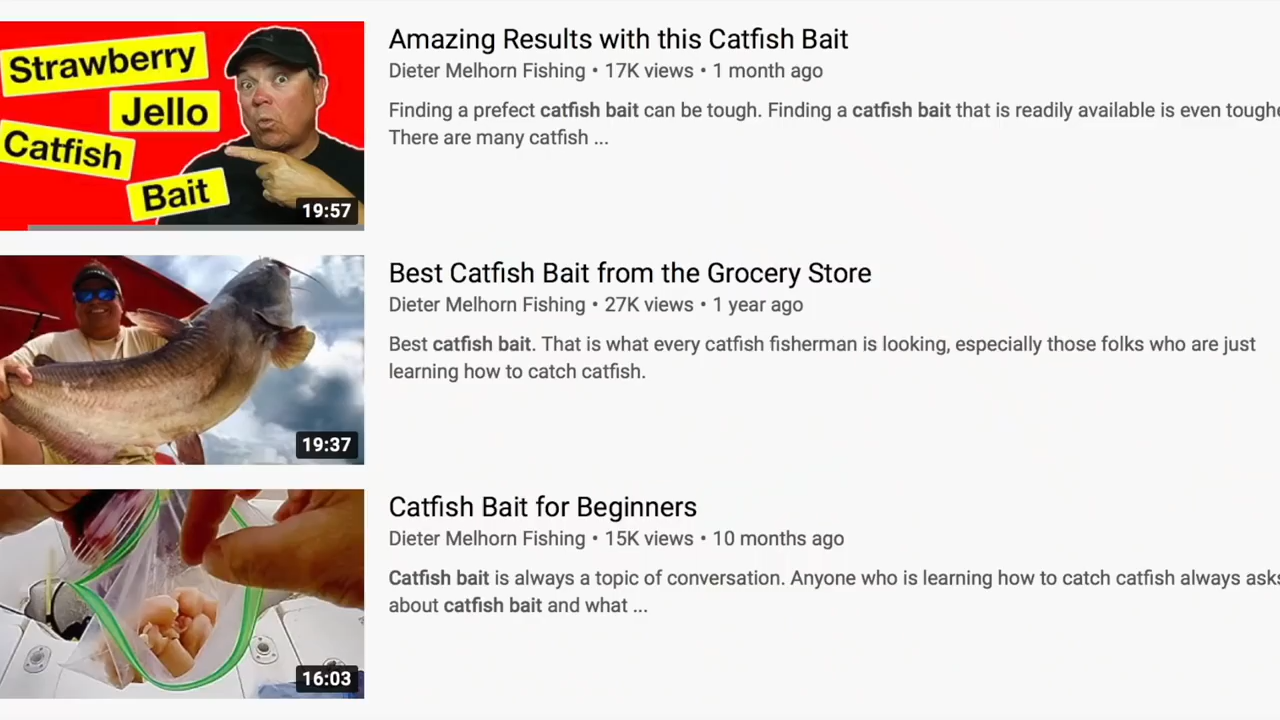 Strawberry
Jello
Catfish
Bait
19:57
Amazing Results with this Catfish Bait
Dieter Melhorn Fishing • 17K views • 1 month ago
Finding a prefect catfish bait can be tough. Finding a catfish bait that is readily available is even toughe
There are many catfish ...
19:37
Best Catfish Bait from the Grocery Store
Dieter Melhorn Fishing • 27K views • 1 year ago
Best catfish bait. That is what every catfish fisherman is looking, especially those folks who are just
learning how to catch catfish.
16:03
Catfish Bait for Beginners
Dieter Melhorn Fishing • 15K views • 10 months ago
Catfish bait is always a topic of conversation. Anyone who is learning how to catch catfish always asks
about catfish bait and what ...